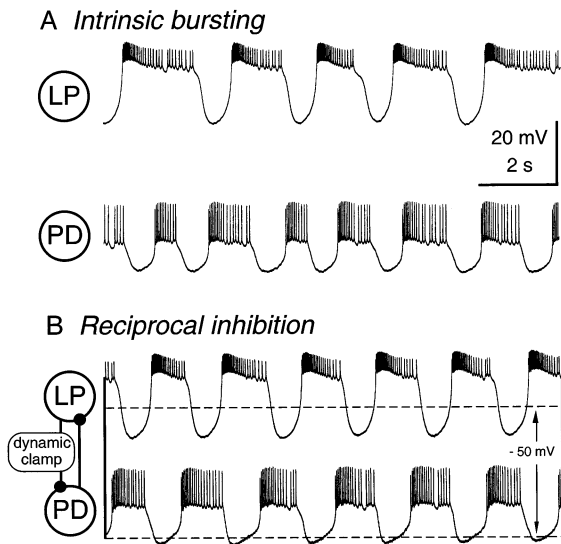 A Intrinsic bursting
LP
20 mV
2 s
PD
B Reciprocal inhibition
LP
dynamic
clamp
- 50 mV
PD